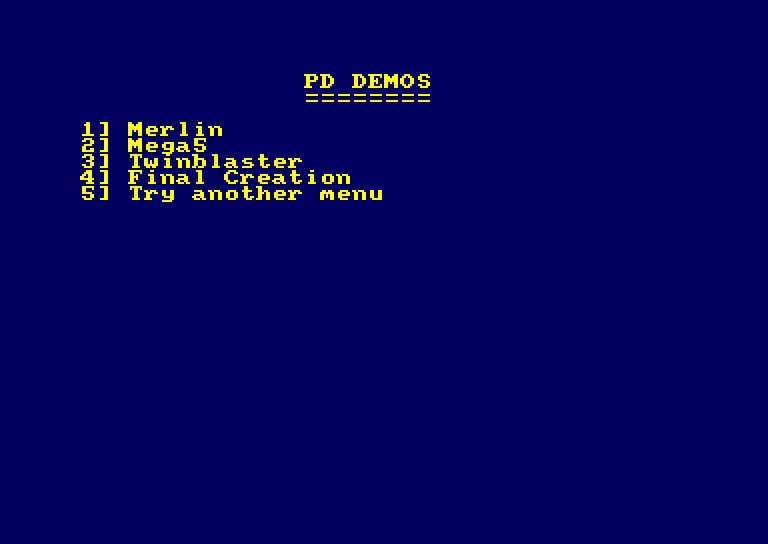 PD DEMOS
========
1] Merlin
2] Mega5
3] Twinblaster
4] Final Creation
5] Try another menu